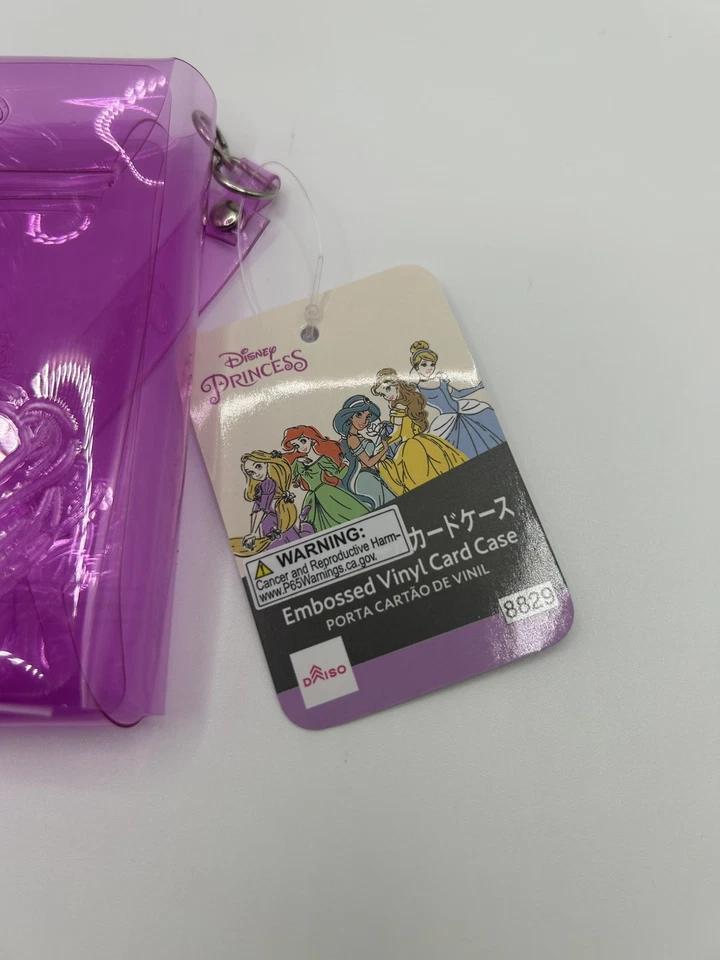 Disney
PRINCESS
WARNING:
Cancer and Reproductive Harm-
www.P65Warnings.ca.gov.
カードケース
Embossed Vinyl Card Case
PORTA CARTÃO DE VINIL
8829
DAISO